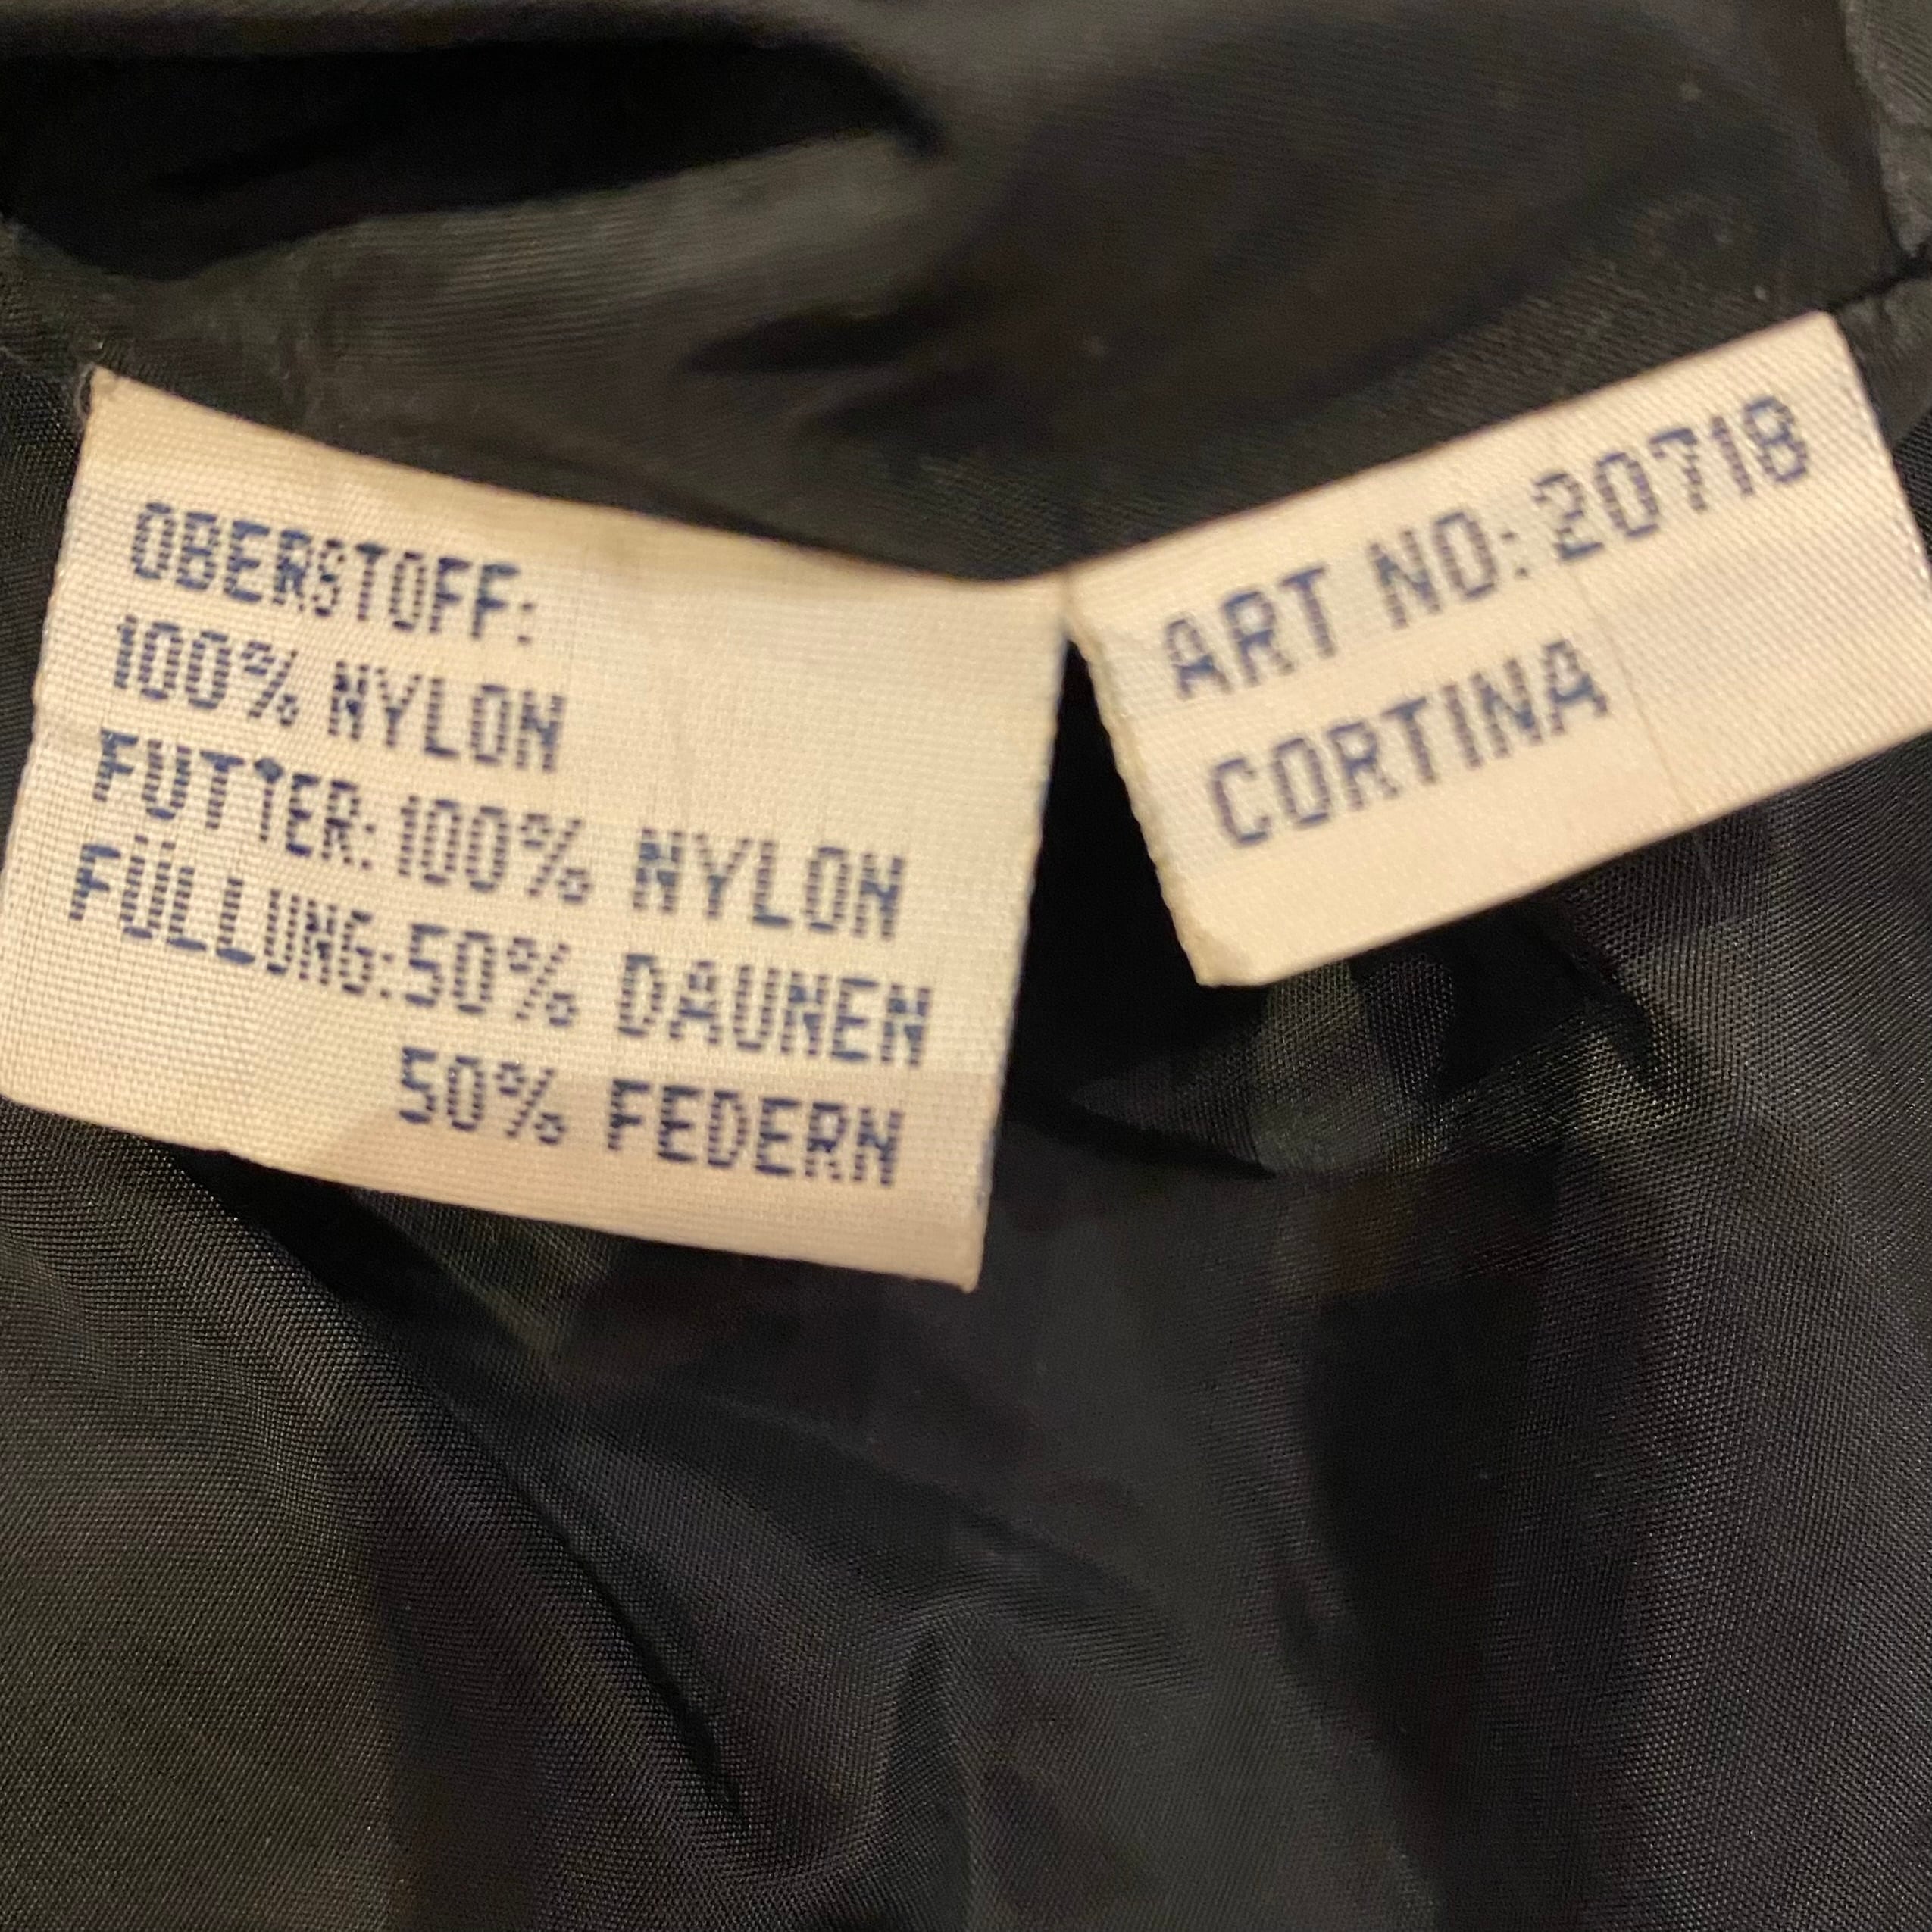 OBERSTOFF:
100% NYLON
FUTTER: 100% NYLON
FÜLLUNG: 50% DAUNEN
50% FEDERN
ART NO: 20718
CORTINA